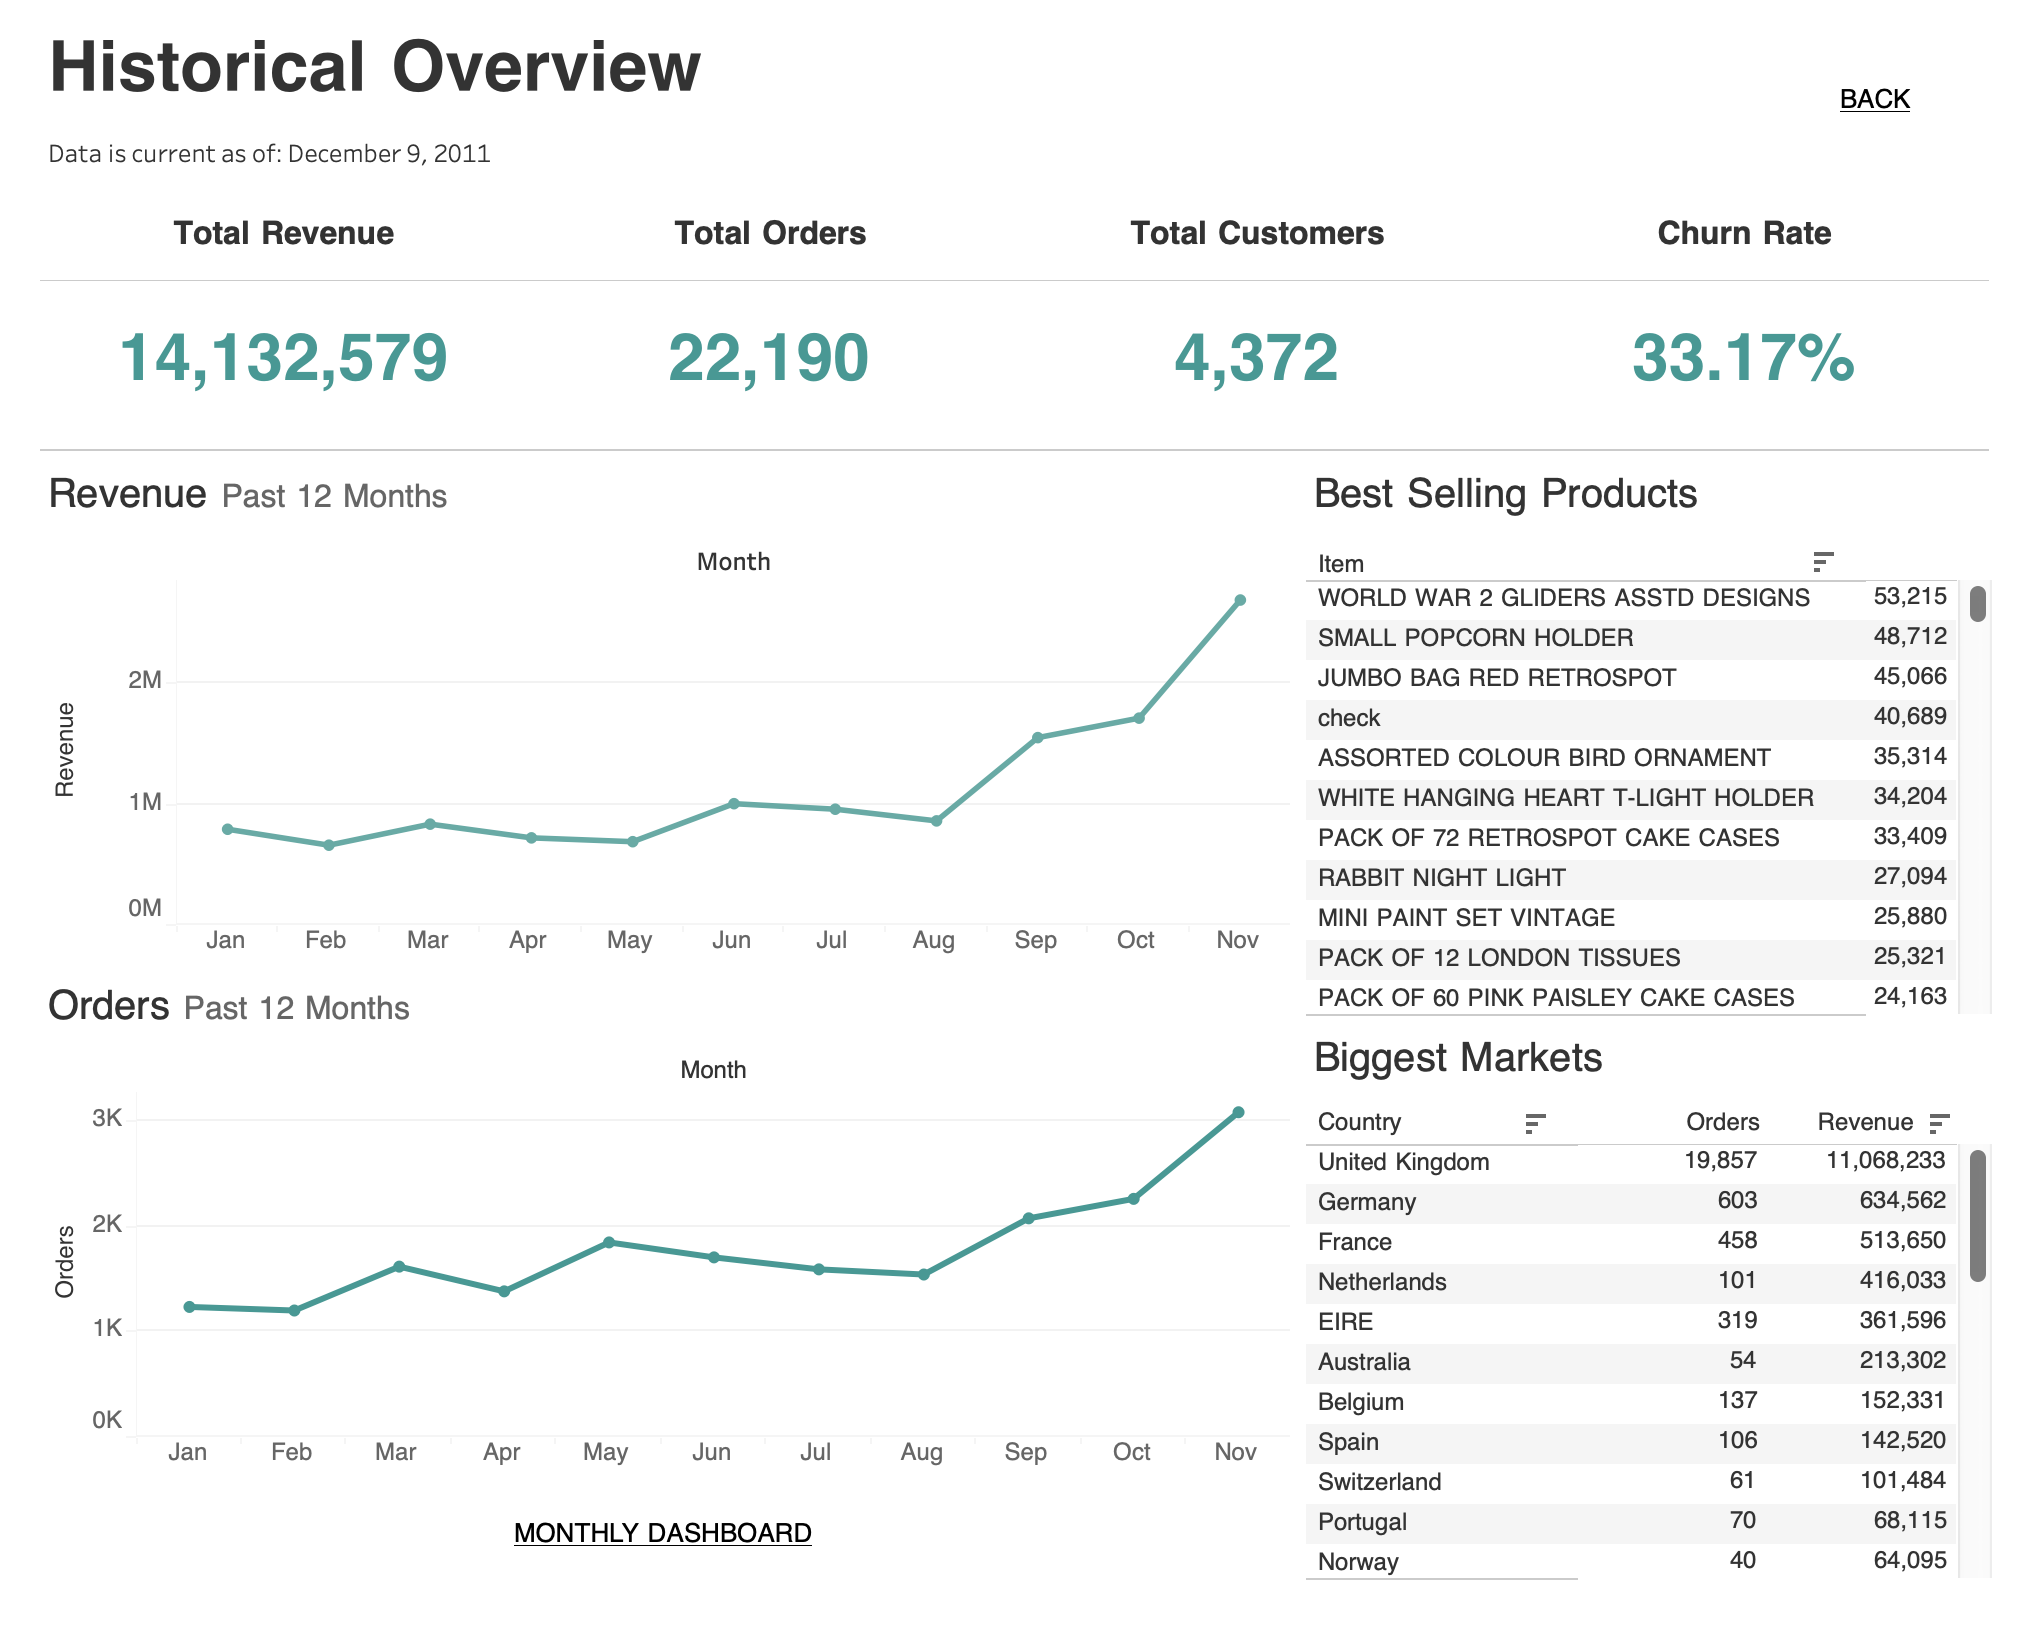 Historical Overview
BACK
Data is current as of: December 9, 2011
Total Revenue Total Orders Total Customers Churn Rate
14,132,579 22,190 4,372 33.17%
Revenue Past 12 Months
Month
Revenue
2M
1M
0M
Jan Feb Mar Apr May Jun Jul Aug Sep Oct Nov
Orders Past 12 Months
Month
Orders
3K
2K
1K
0K
Jan Feb Mar Apr May Jun Jul Aug Sep Oct Nov
MONTHLY DASHBOARD
Best Selling Products
Item
WORLD WAR 2 GLIDERS ASSTD DESIGNS 53,215
SMALL POPCORN HOLDER 48,712
JUMBO BAG RED RETROSPOT 45,066
check 40,689
ASSORTED COLOUR BIRD ORNAMENT 35,314
WHITE HANGING HEART T-LIGHT HOLDER 34,204
PACK OF 72 RETROSPOT CAKE CASES 33,409
RABBIT NIGHT LIGHT 27,094
MINI PAINT SET VINTAGE 25,880
PACK OF 12 LONDON TISSUES 25,321
PACK OF 60 PINK PAISLEY CAKE CASES 24,163
Biggest Markets
Country Orders Revenue
United Kingdom 19,857 11,068,233
Germany 603 634,562
France 458 513,650
Netherlands 101 416,033
EIRE 319 361,596
Australia 54 213,302
Belgium 137 152,331
Spain 106 142,520
Switzerland 61 101,484
Portugal 70 68,115
Norway 40 64,095